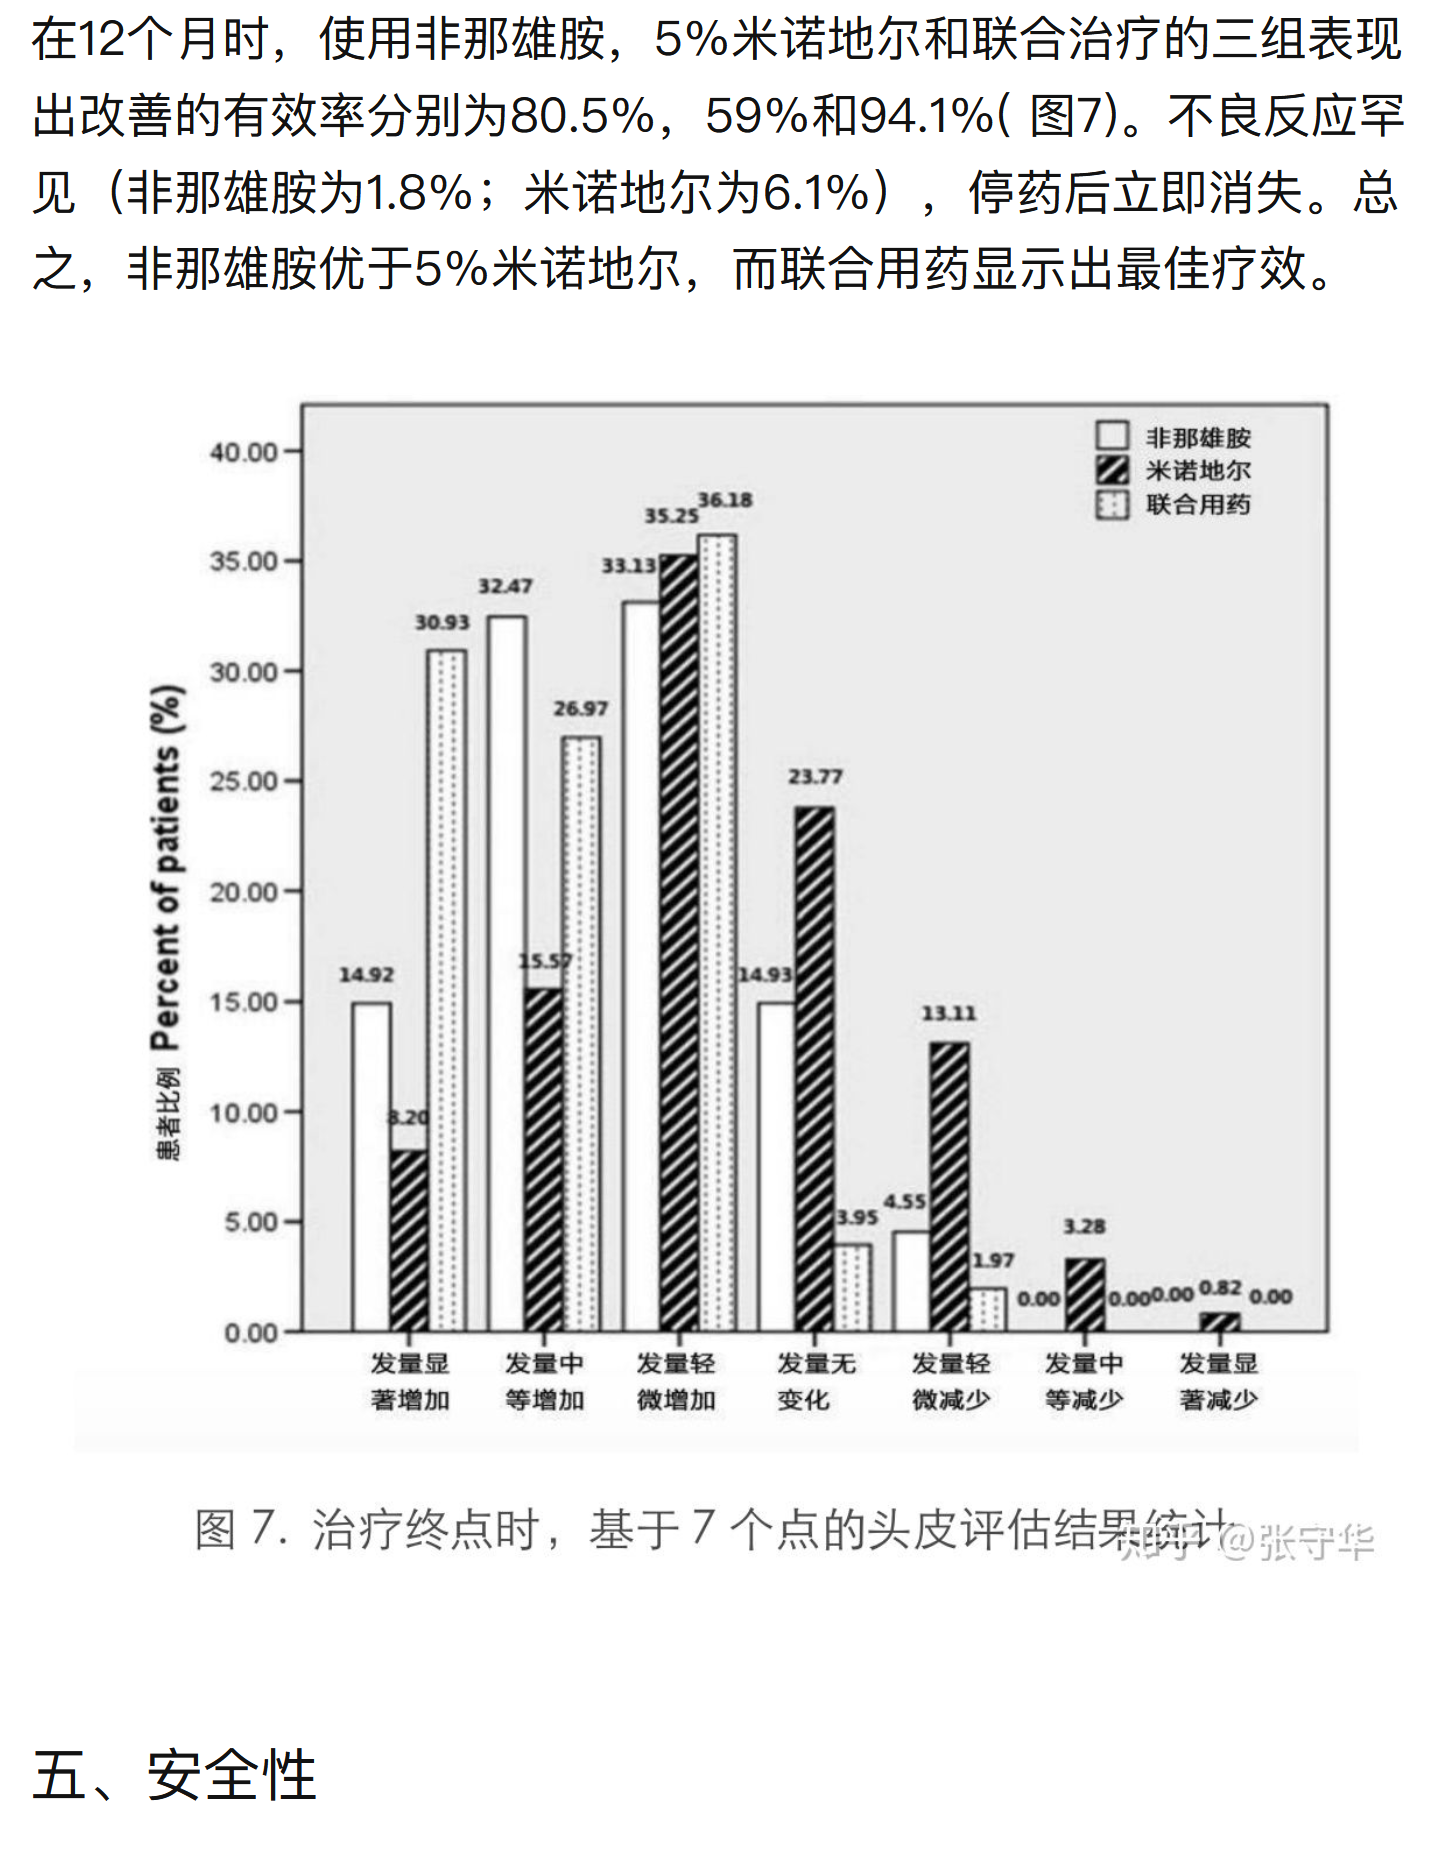 在12个月时，使用非那雄胺，5%米诺地尔和联合治疗的三组表现
出改善的有效率分别为80.5%，59%和94.1%( 图7)。不良反应罕
见（非那雄胺为1.8%；米诺地尔为6.1%），停药后立即消失。总
之，非那雄胺优于5%米诺地尔，而联合用药显示出最佳疗效。
非那雄胺
米诺地尔
联合用药
患者比例 Percent of patients (%)
40.00
35.00
30.00
25.00
20.00
15.00
10.00
5.00
0.00
14.92
8.20
30.93
32.47
15.57
26.97
33.13
35.25
36.18
14.93
23.77
3.95
4.55
13.11
1.97
0.00
3.28
0.00
0.00
0.82
0.00
发量显
著增加
发量中
等增加
发量轻
微增加
发量无
变化
发量轻
微减少
发量中
等减少
发量显
著减少
图 7. 治疗终点时，基于 7 个点的头皮评估结果统计
知乎 @张守华
五、安全性